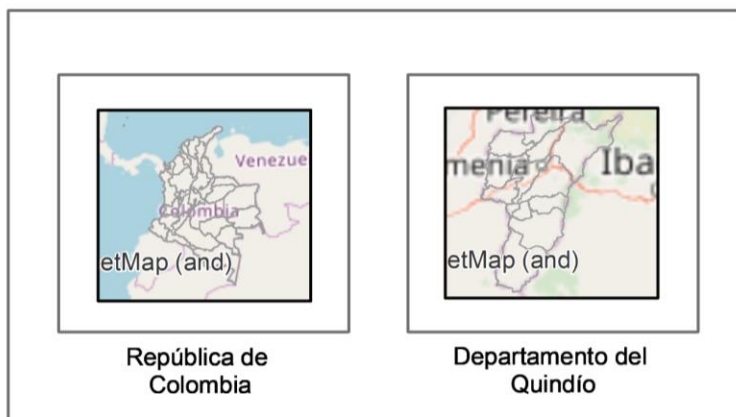 Venezue
Colombia
etMap (and)
República de
Colombia
Pereira
menia
Iba
etMap (and)
Departamento del
Quindío